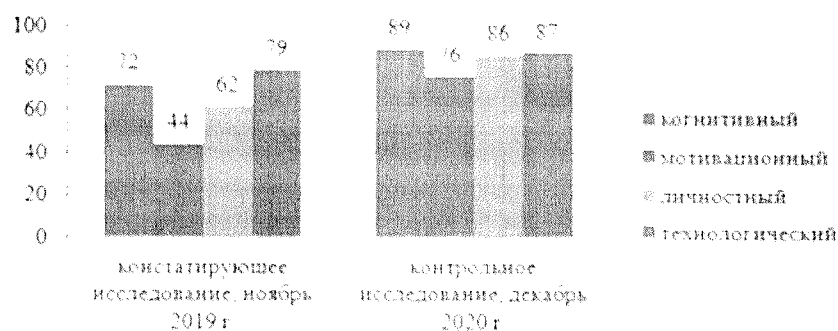 100
80
60
40
20
0
72
44
62
79
89
76
86
87
констатирующее
исследование, ноябрь
2019 г
контрольное
исследование, декабрь
2020 г
когнитивный
мотивационный
личностный
технологический